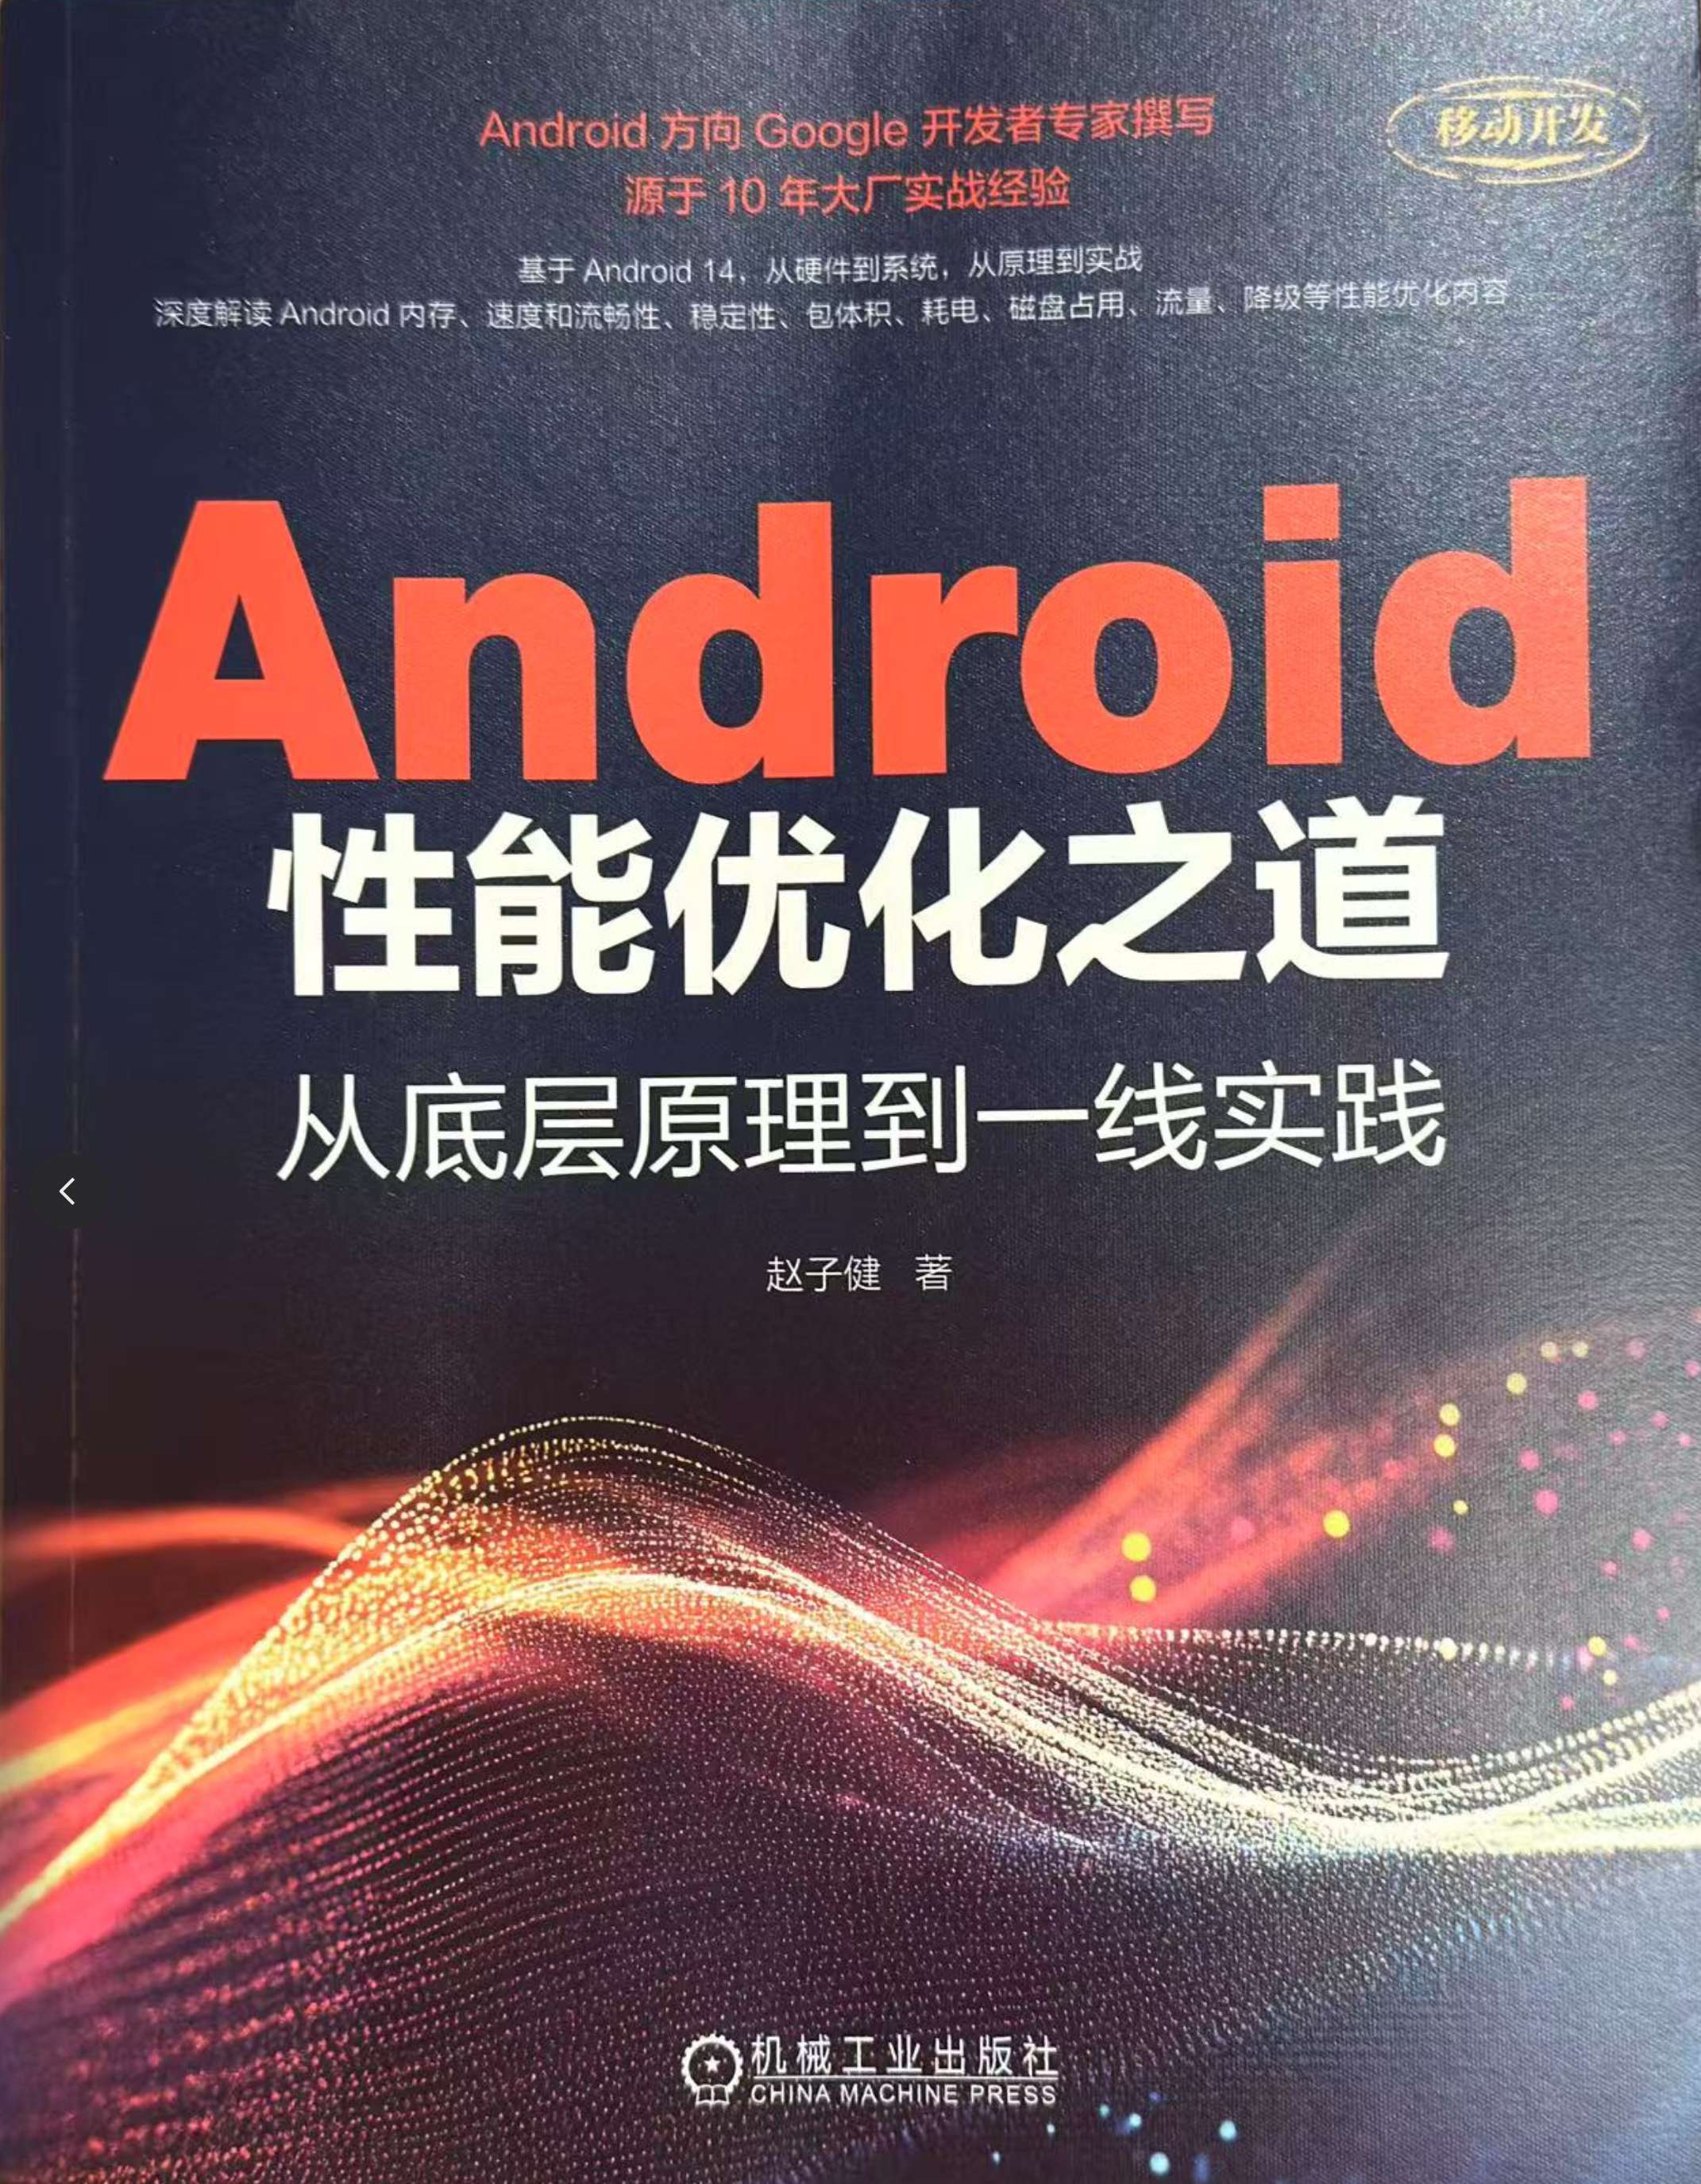 Android 方向 Google 开发者专家撰写
源于 10 年大厂实战经验
移动开发
基于 Android 14，从硬件到系统，从原理到实战
深度解读 Android 内存、速度和流畅性、稳定性、包体积、耗电、磁盘占用、流量、降级等性能优化内容
Android
性能优化之道
从底层原理到一线实践
赵子健 著
机械工业出版社
CHINA MACHINE PRESS